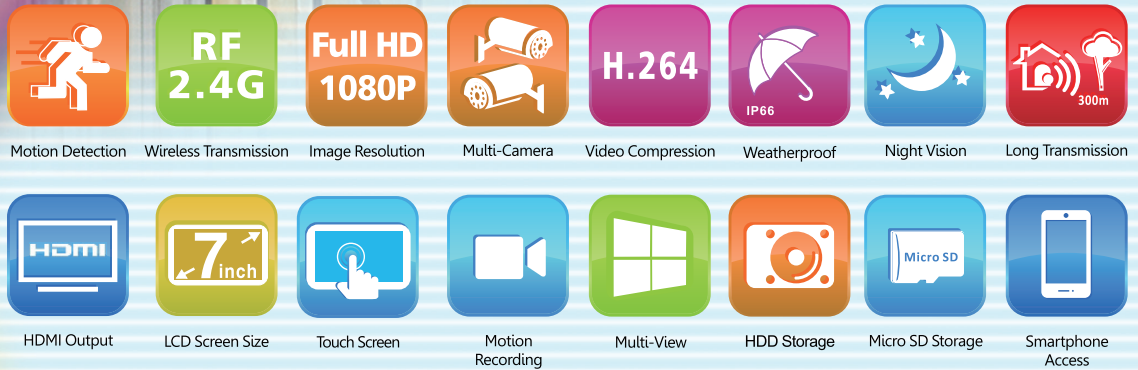 RF
2.4G
Full HD
1080P
H.264
IP66
300m
Motion Detection
Wireless Transmission
Image Resolution
Multi-Camera
Video Compression
Weatherproof
Night Vision
Long Transmission
HDMI
7inch
Micro SD
HDMI Output
LCD Screen Size
Touch Screen
Motion
Recording
Multi-View
HDD Storage
Micro SD Storage
Smartphone
Access